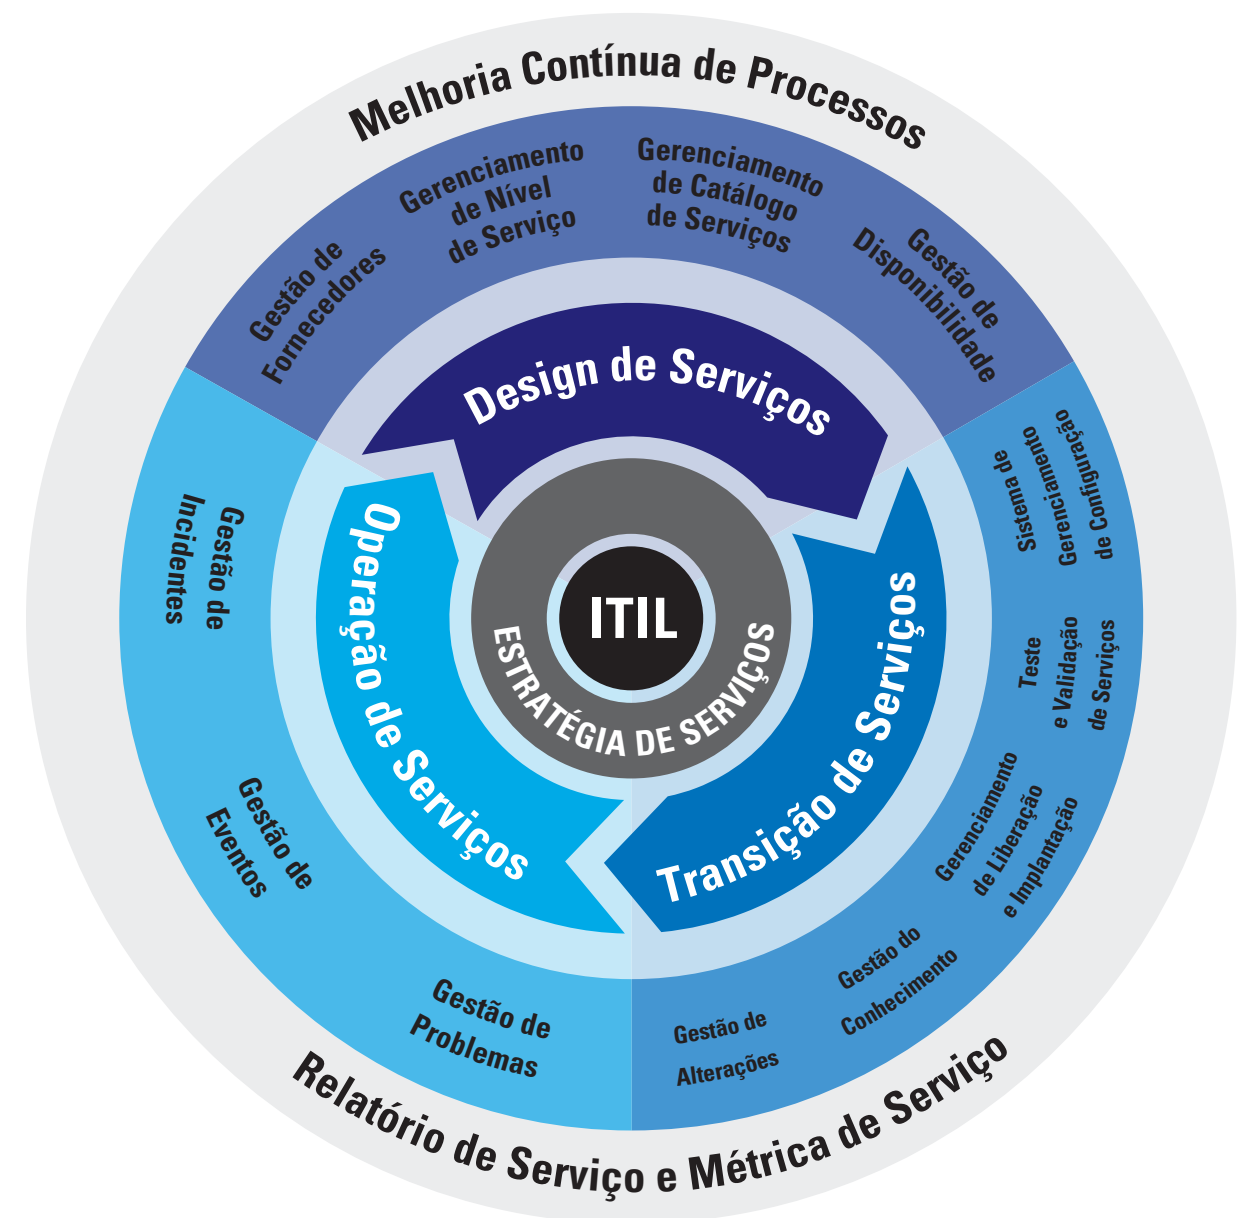 Melhoria Contínua de Processos
Gestão de
Fornecedores
Gerenciamento
de Nível
de Serviço
Gerenciamento
de Catálogo
de Serviços
Gestão de
Disponibilidade
Design de Serviços
Sistema de
Gerenciamento
de Configuração
Teste
e Validação
de Serviços
Gerenciamento
de Liberação
e Implantação
Gestão do
Conhecimento
Gestão de
Alterações
Transição de Serviços
Gestão de
Problemas
Gestão de
Eventos
Gestão de
Incidentes
Operação de Serviços
ITIL
ESTRATÉGIA DE SERVIÇOS
Relatório de Serviço e Métrica de Serviço